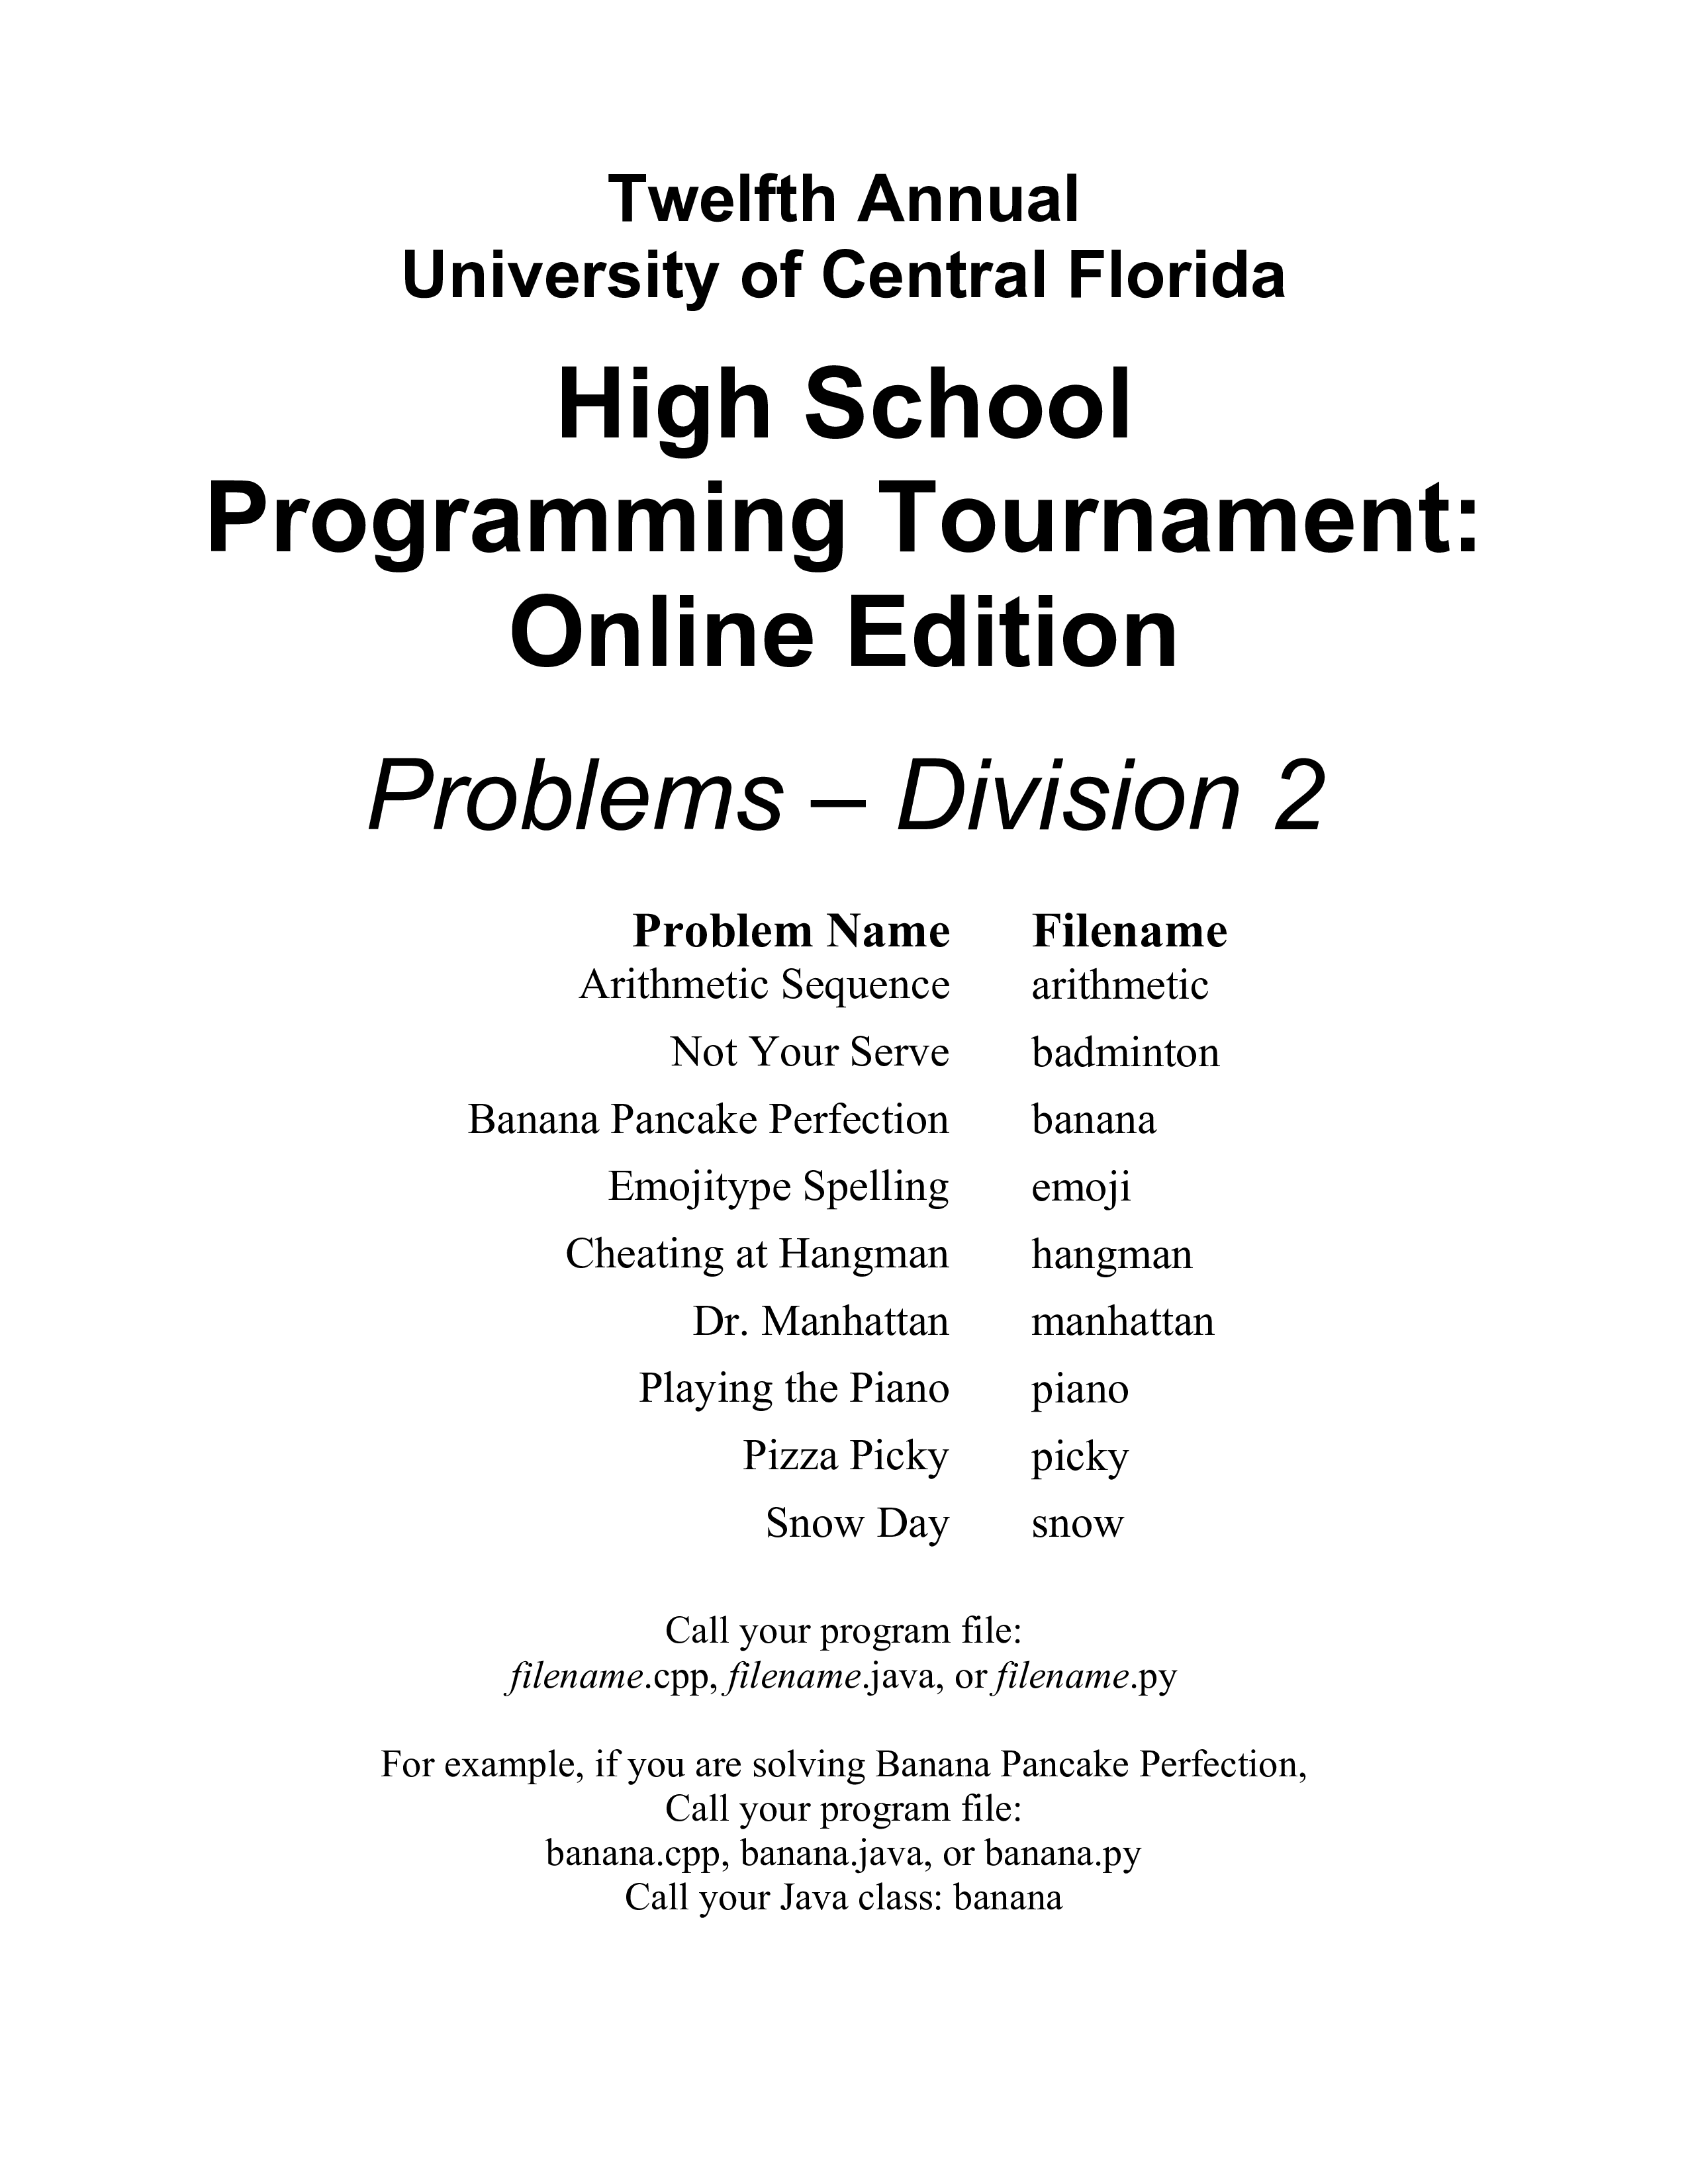 Twelfth Annual
University of Central Florida
High School
Programming Tournament:
Online Edition
Problems – Division 2
Problem Name Filename
Arithmetic Sequence arithmetic
Not Your Serve badminton
Banana Pancake Perfection banana
Emojitype Spelling emoji
Cheating at Hangman hangman
Dr. Manhattan manhattan
Playing the Piano piano
Pizza Picky picky
Snow Day snow
Call your program file:
filename.cpp, filename.java, or filename.py
For example, if you are solving Banana Pancake Perfection,
Call your program file:
banana.cpp, banana.java, or banana.py
Call your Java class: banana